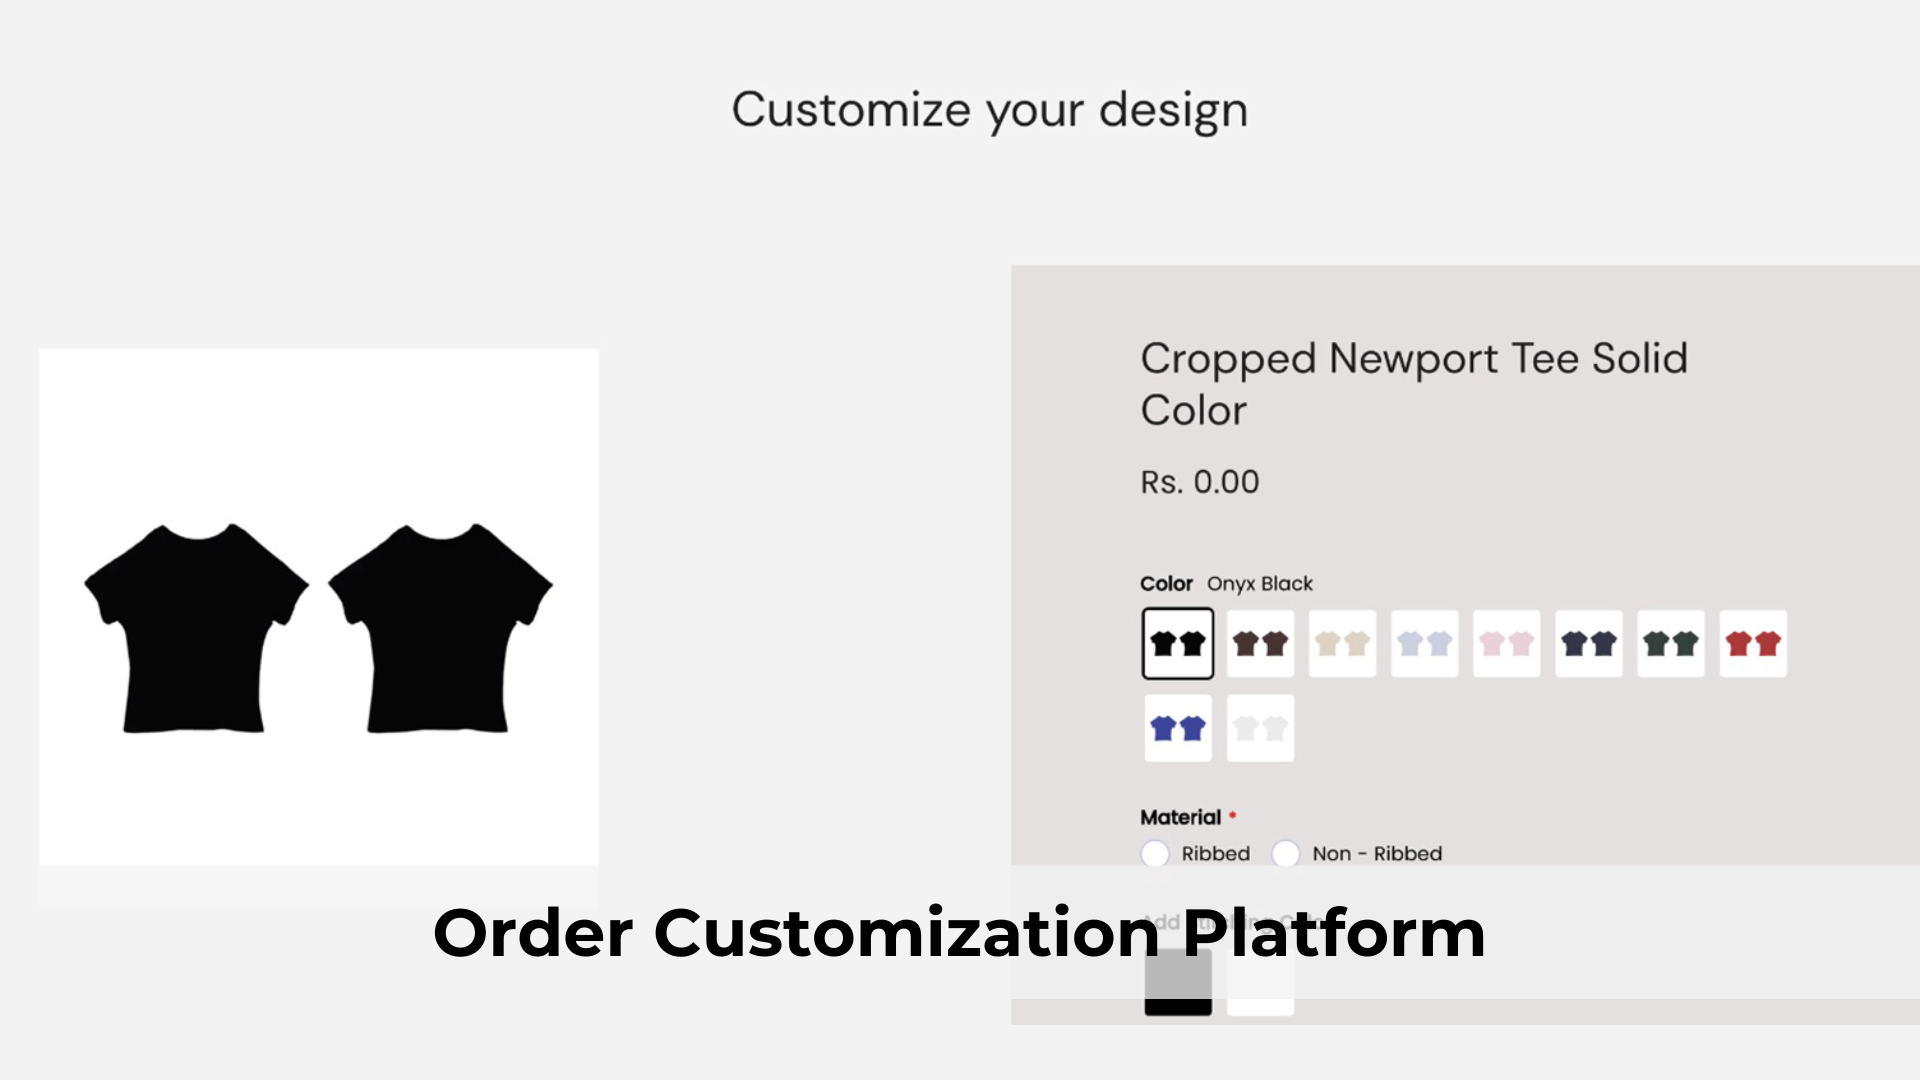 Customize your design
Cropped Newport Tee Solid
Color
Rs. 0.00
Color Onyx Black
Material *
Ribbed Non - Ribbed
Order Customization Platform